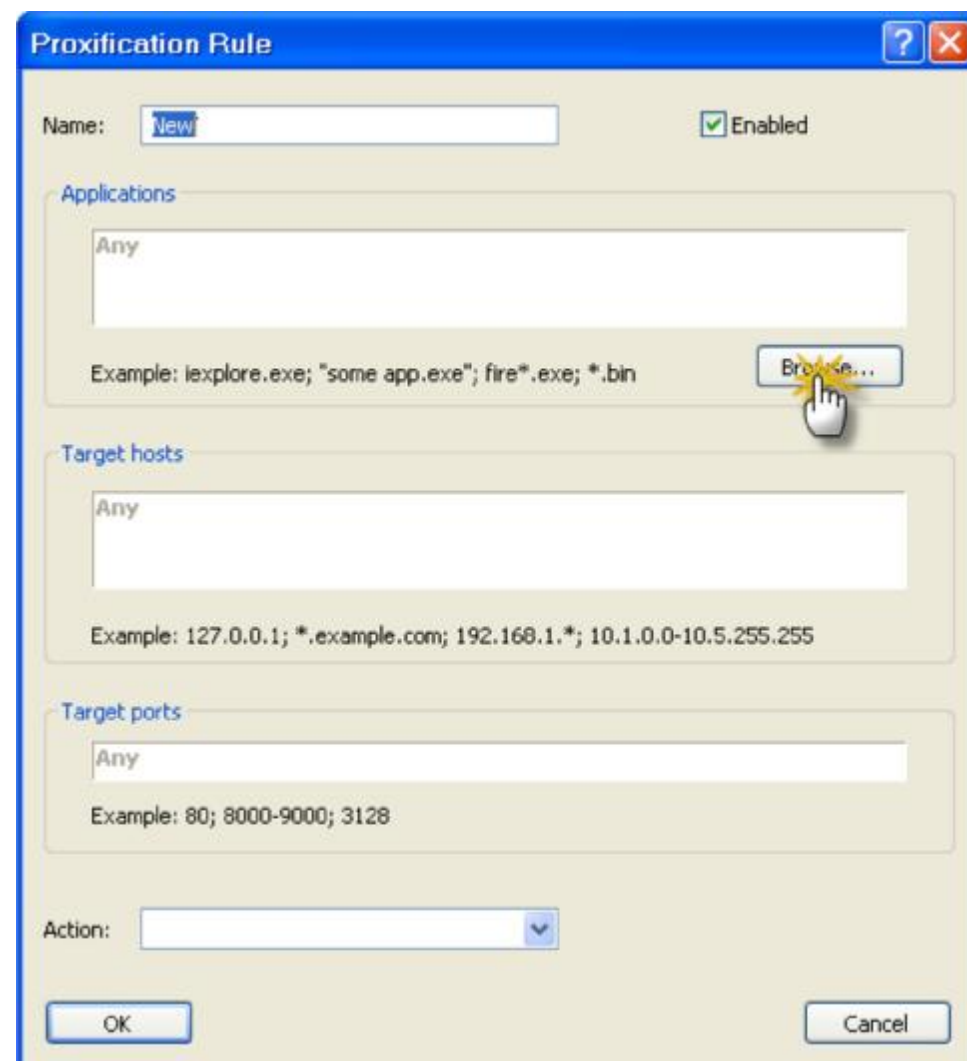 Proxification Rule
Name: New
Enabled
Applications
Any
Example: iexplore.exe; "some app.exe"; fire*.exe; *.bin
Browse...
Target hosts
Any
Example: 127.0.0.1; *.example.com; 192.168.1.*; 10.1.0.0-10.5.255.255
Target ports
Any
Example: 80; 8000-9000; 3128
Action:
OK
Cancel